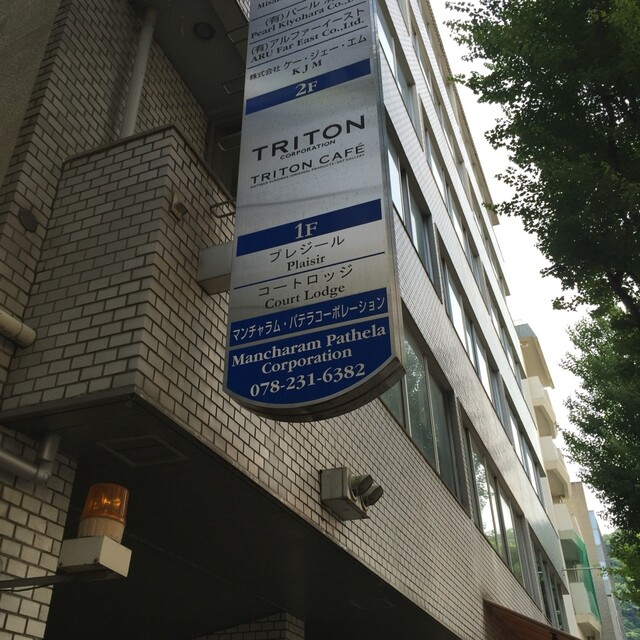 (有)パール
Pearl Kiyohara Co.,
(有)アルファーイースト
ARU Far East Co., Ltd.
株式会社 ケー・ジェー・エム
KJM
2F
TRITON
CORPORATION
TRITON CAFÉ
1F
プレジール
Plaisir
コートロッジ
Court Lodge
マンチャラム・パテラコーポレーション
Mancharam Pathela
Corporation
078-231-6382